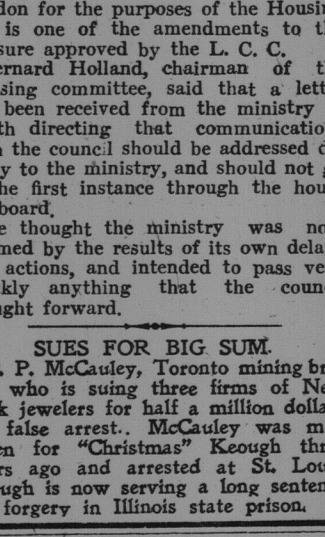 don for the purposes of the Housin
is one of the amendments to th
sure approved by the L. C. C.
ernard Holland, chairman of t
sing committee, said that a lett
been received from the ministry
th directing that communicatio
the council should be addressed d
y to the ministry, and should not g
he first instance through the hou
board.
e thought the ministry was no
med by the results of its own dela
actions, and intended to pass ve
kly anything that the coun
ght forward.
SUES FOR BIG SUM.
. P. McCauley, Toronto mining br
who is suing three firms of Ne
k jewelers for half a million dolla
false arrest.. McCauley was m
en for "Christmas" Keough thr
rs ago and arrested at St. Lou
ugh is now serving a long senten
forgery in Illinois state prison.